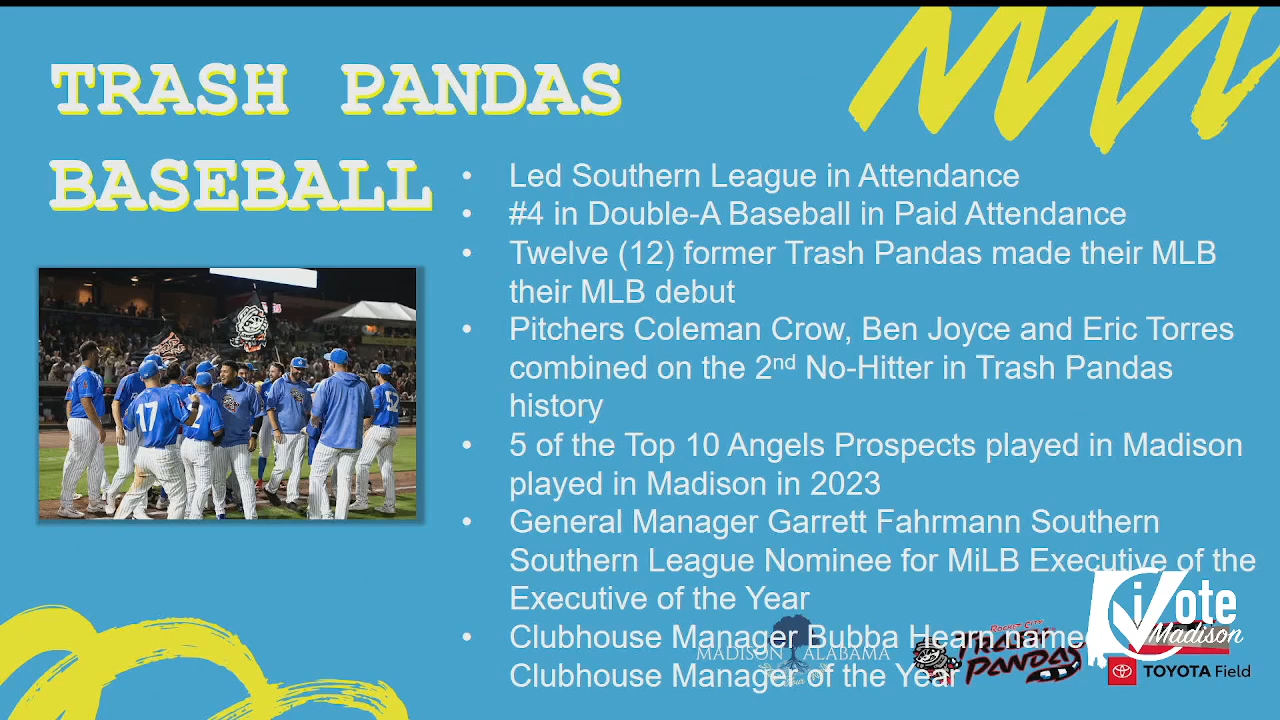 TRASH PANDAS
BASEBALL
• Led Southern League in Attendance
• #4 in Double-A Baseball in Paid Attendance
• Twelve (12) former Trash Pandas made their MLB
their MLB debut
• Pitchers Coleman Crow, Ben Joyce and Eric Torres
combined on the 2nd No-Hitter in Trash Pandas
history
• 5 of the Top 10 Angels Prospects played in Madison
played in Madison in 2023
• General Manager Garrett Fahrmann Southern
Southern League Nominee for MiLB Executive of the
Executive of the Year
• Clubhouse Manager Bubba Hearn named
Clubhouse Manager of the Year
17
MADISON ALABAMA
ROCKET CITY
TRASH
PANDAS
iVote
Madison
TOYOTA Field